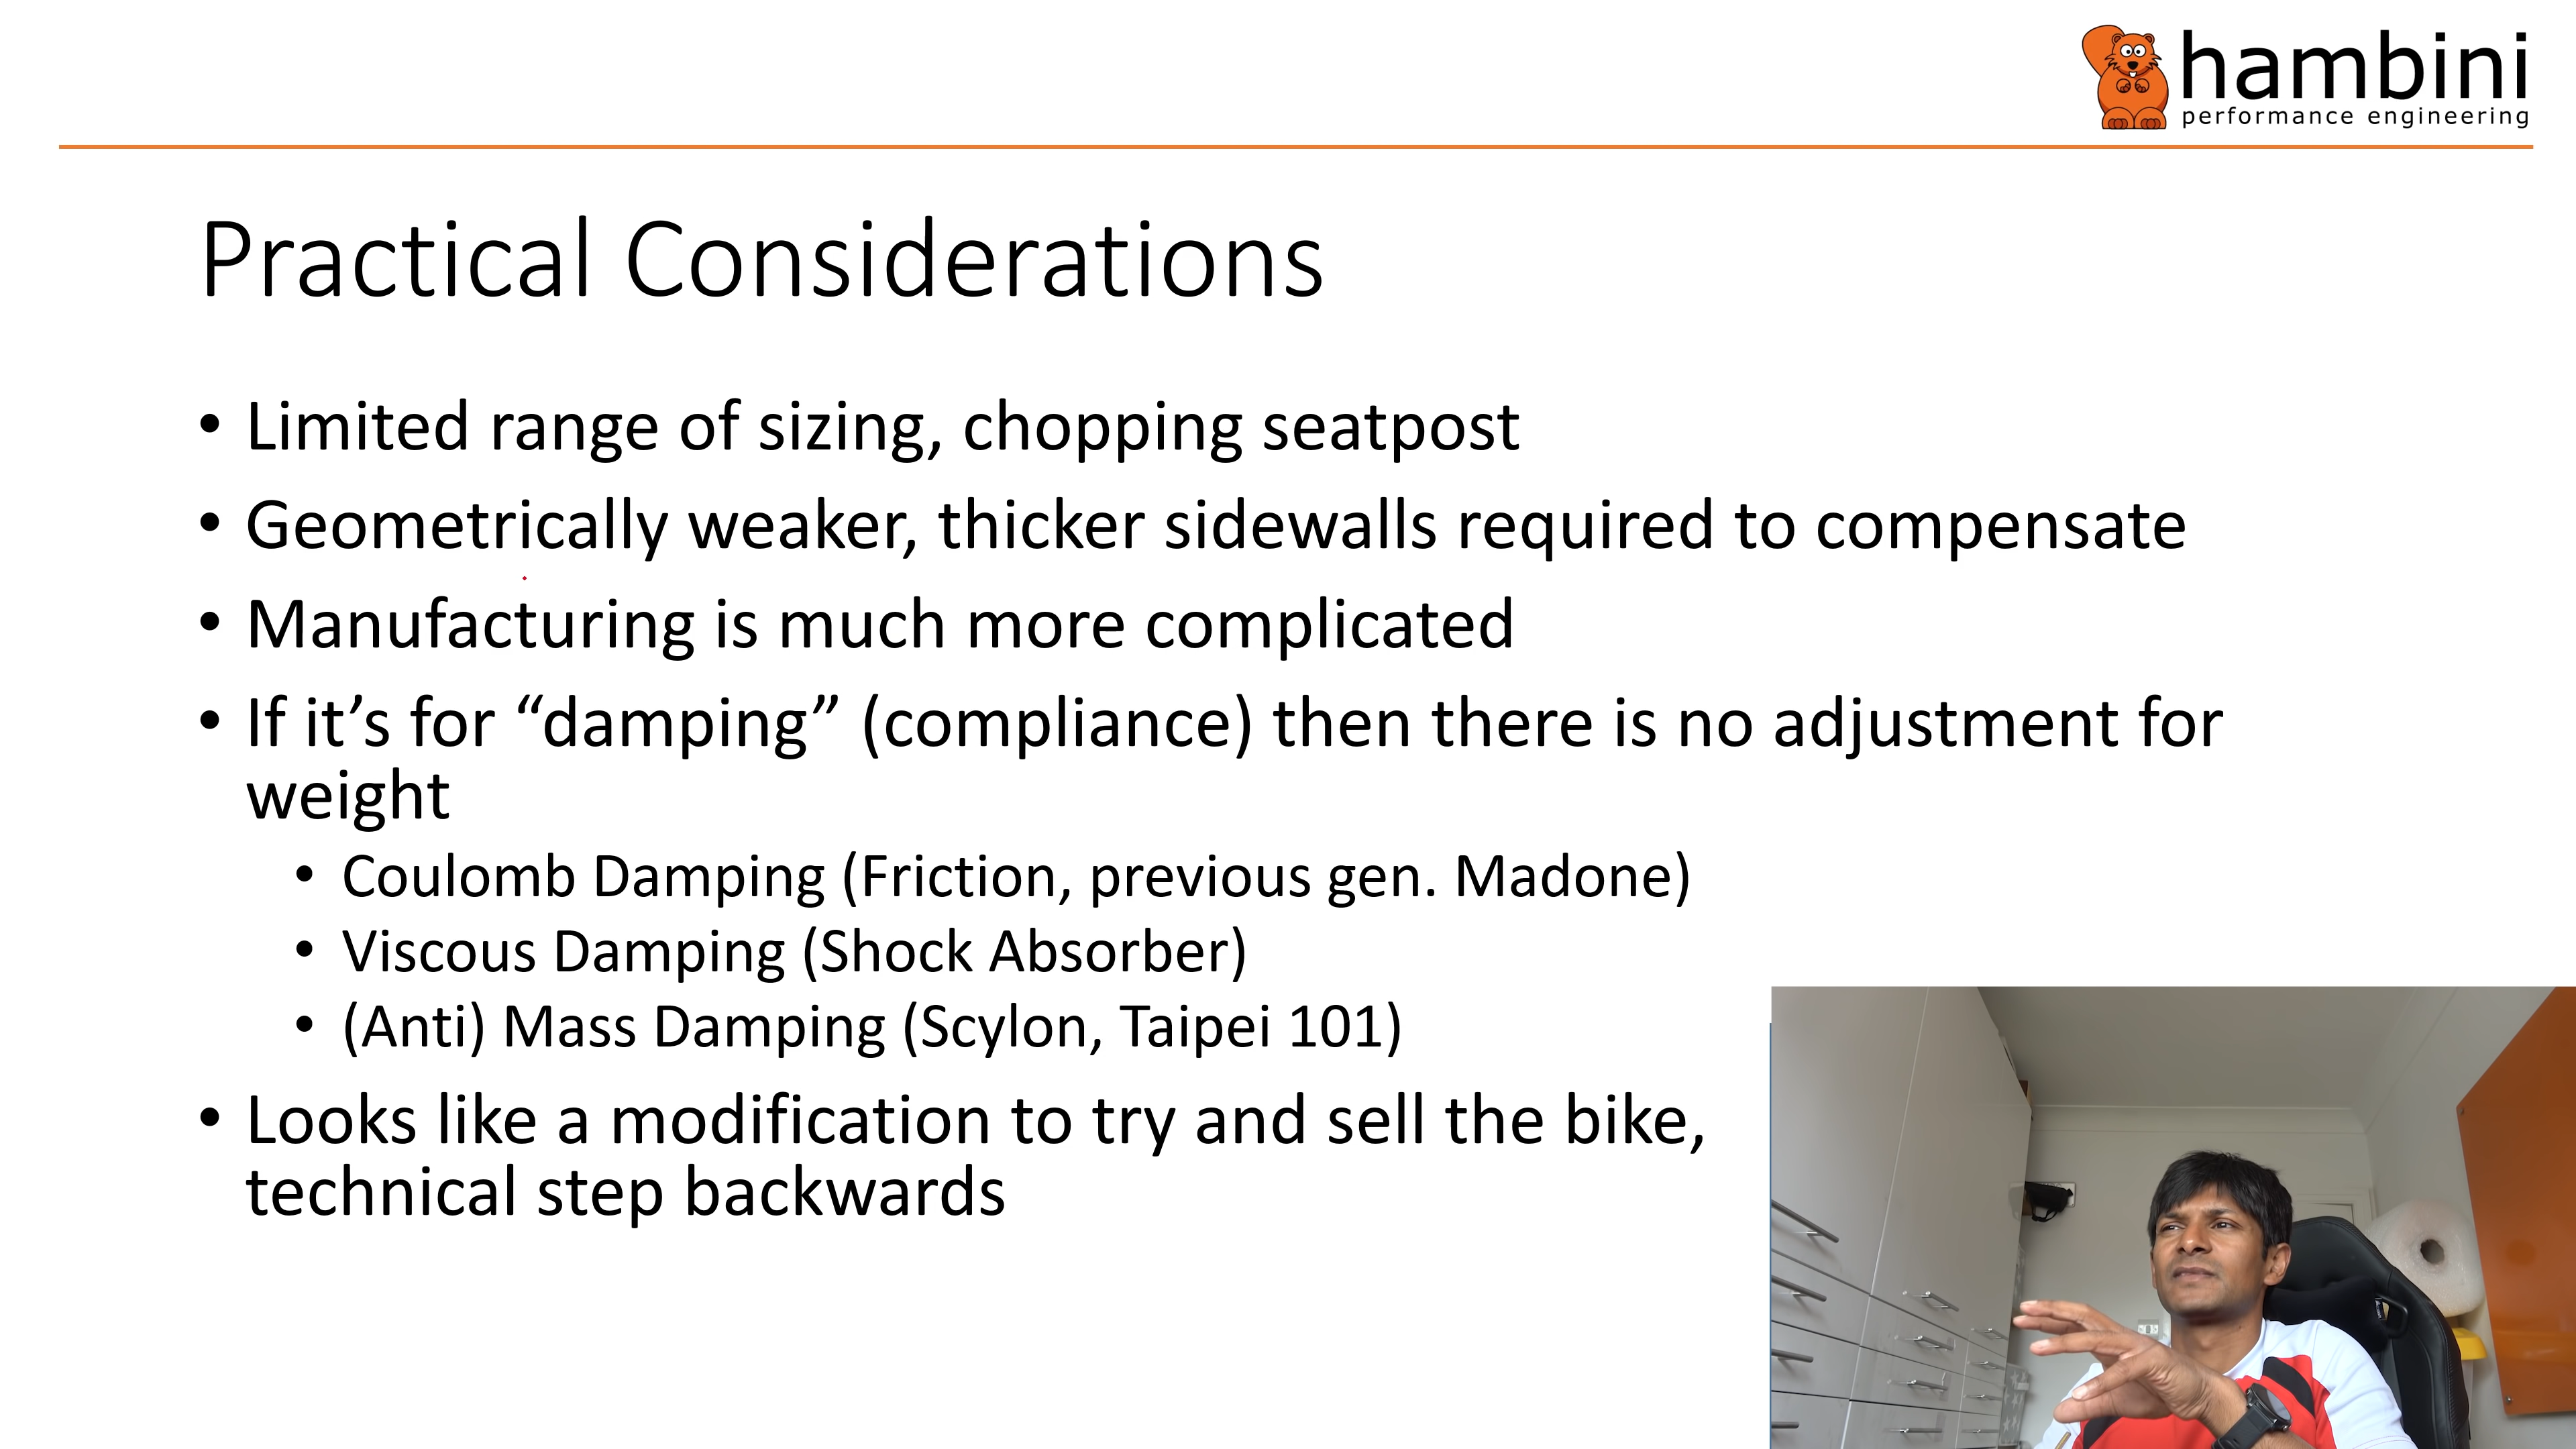 hambini
performance engineering
Practical Considerations
• Limited range of sizing, chopping seatpost
• Geometrically weaker, thicker sidewalls required to compensate
• Manufacturing is much more complicated
• If it’s for “damping” (compliance) then there is no adjustment for
weight
• Coulomb Damping (Friction, previous gen. Madone)
• Viscous Damping (Shock Absorber)
• (Anti) Mass Damping (Scylon, Taipei 101)
• Looks like a modification to try and sell the bike,
technical step backwards